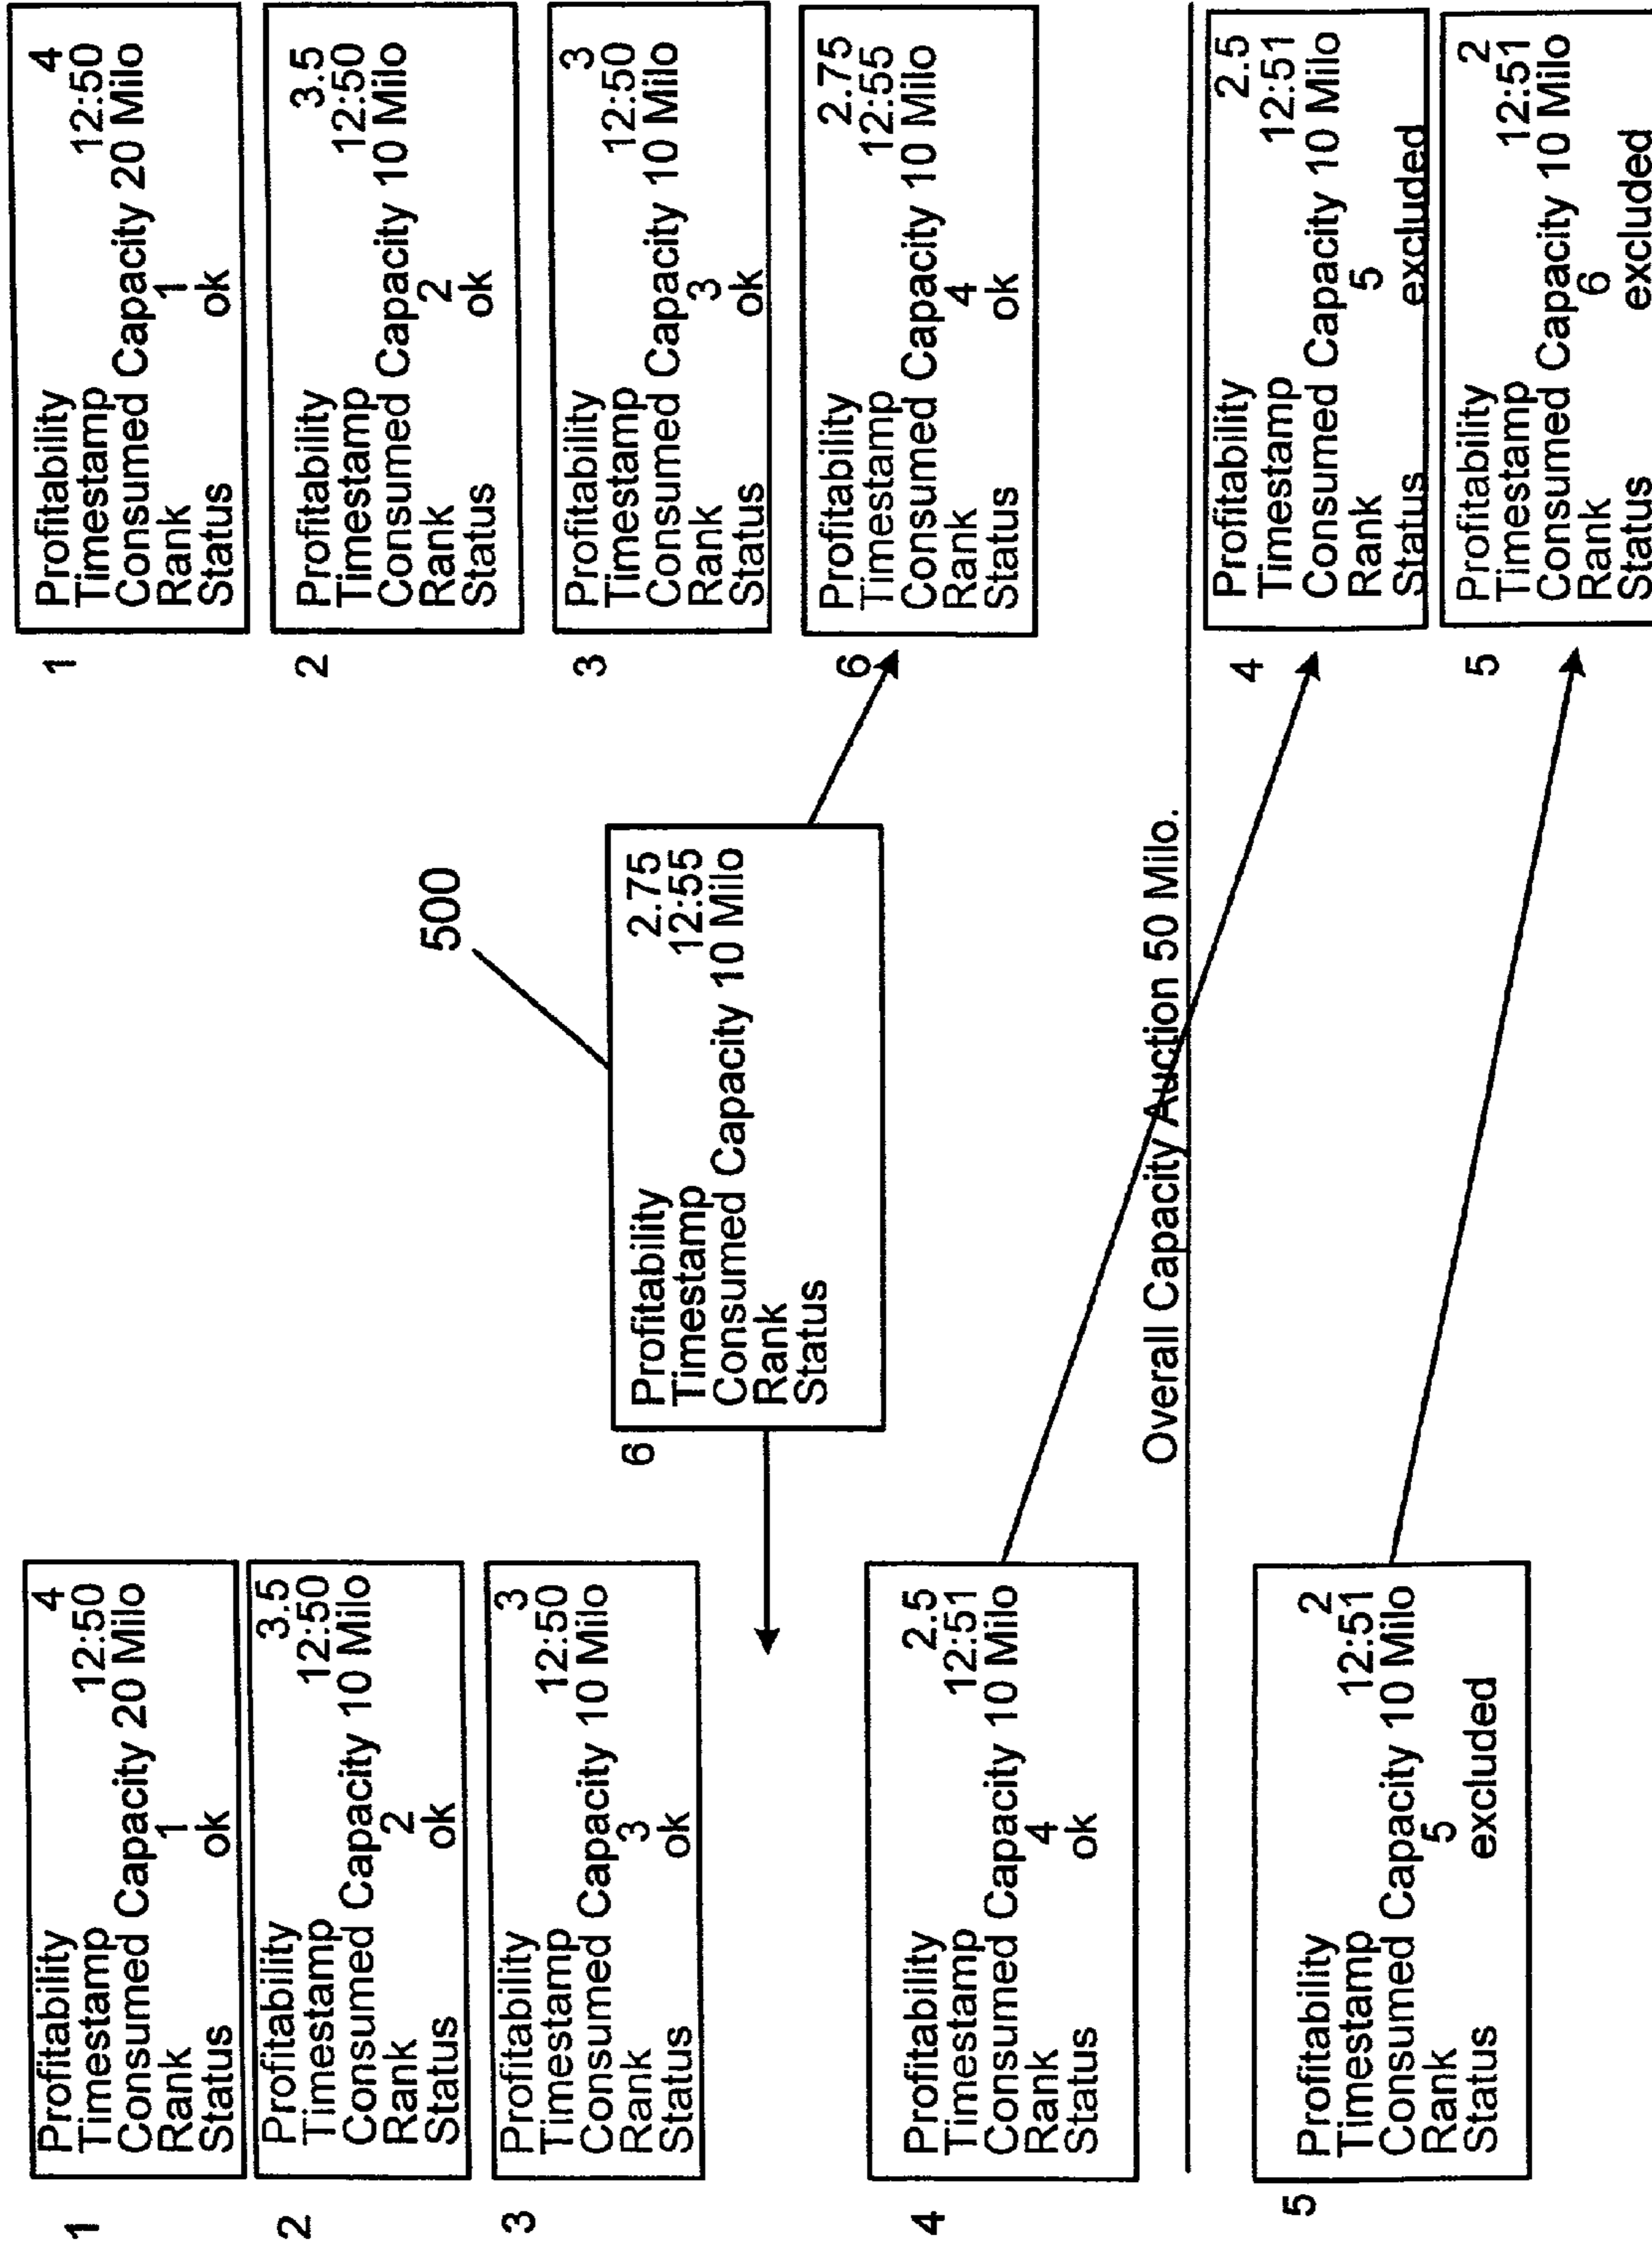 1
Profitability 4
Timestamp 12:50
Consumed Capacity 20 Milo
Rank 1
Status ok
2
Profitability 3.5
Timestamp 12:50
Consumed Capacity 10 Milo
Rank 2
Status ok
3
Profitability 3
Timestamp 12:50
Consumed Capacity 10 Milo
Rank 3
Status ok
4
Profitability 2.5
Timestamp 12:51
Consumed Capacity 10 Milo
Rank 4
Status ok
5
Profitability 2
Timestamp 12:51
Consumed Capacity 10 Milo
Rank 5
Status excluded
500
6
Profitability 2.75
Timestamp 12:55
Consumed Capacity 10 Milo
Rank
Status
Overall Capacity Auction 50 Milo.
1
Profitability 4
Timestamp 12:50
Consumed Capacity 20 Milo
Rank 1
Status ok
2
Profitability 3.5
Timestamp 12:50
Consumed Capacity 10 Milo
Rank 2
Status ok
3
Profitability 3
Timestamp 12:50
Consumed Capacity 10 Milo
Rank 3
Status ok
6
Profitability 2.75
Timestamp 12:55
Consumed Capacity 10 Milo
Rank 4
Status ok
4
Profitability 2.5
Timestamp 12:51
Consumed Capacity 10 Milo
Rank 5
Status excluded
5
Profitability 2
Timestamp 12:51
Consumed Capacity 10 Milo
Rank 6
Status excluded